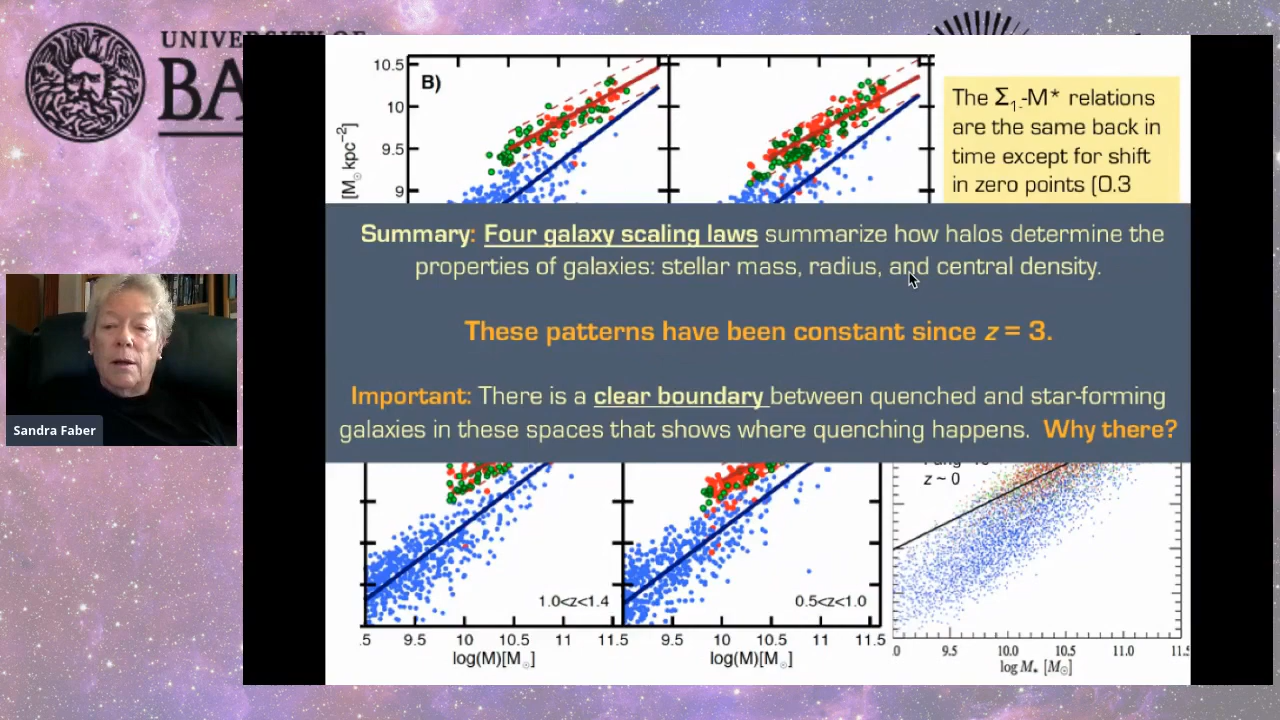 UNIVERSITY OF
BA
10.5
B)
10
9.5
9
[M☉ kpc⁻²]
The Σ₁-M* relations
are the same back in
time except for shift
in zero points [0.3
Summary: Four galaxy scaling laws summarize how halos determine the
properties of galaxies: stellar mass, radius, and central density.
These patterns have been constant since z = 3.
Important: There is a clear boundary between quenched and star-forming
galaxies in these spaces that shows where quenching happens. Why there?
Sandra Faber
z ~ 0
1.0<z<1.4
0.5<z<1.0
.5 10 10.5 11 11.5 9.5 10 10.5 11 11.5
log(M)[M☉] log(M)[M☉]
0 9.5 10.0 10.5 11.0 11.5
log M* [M☉]